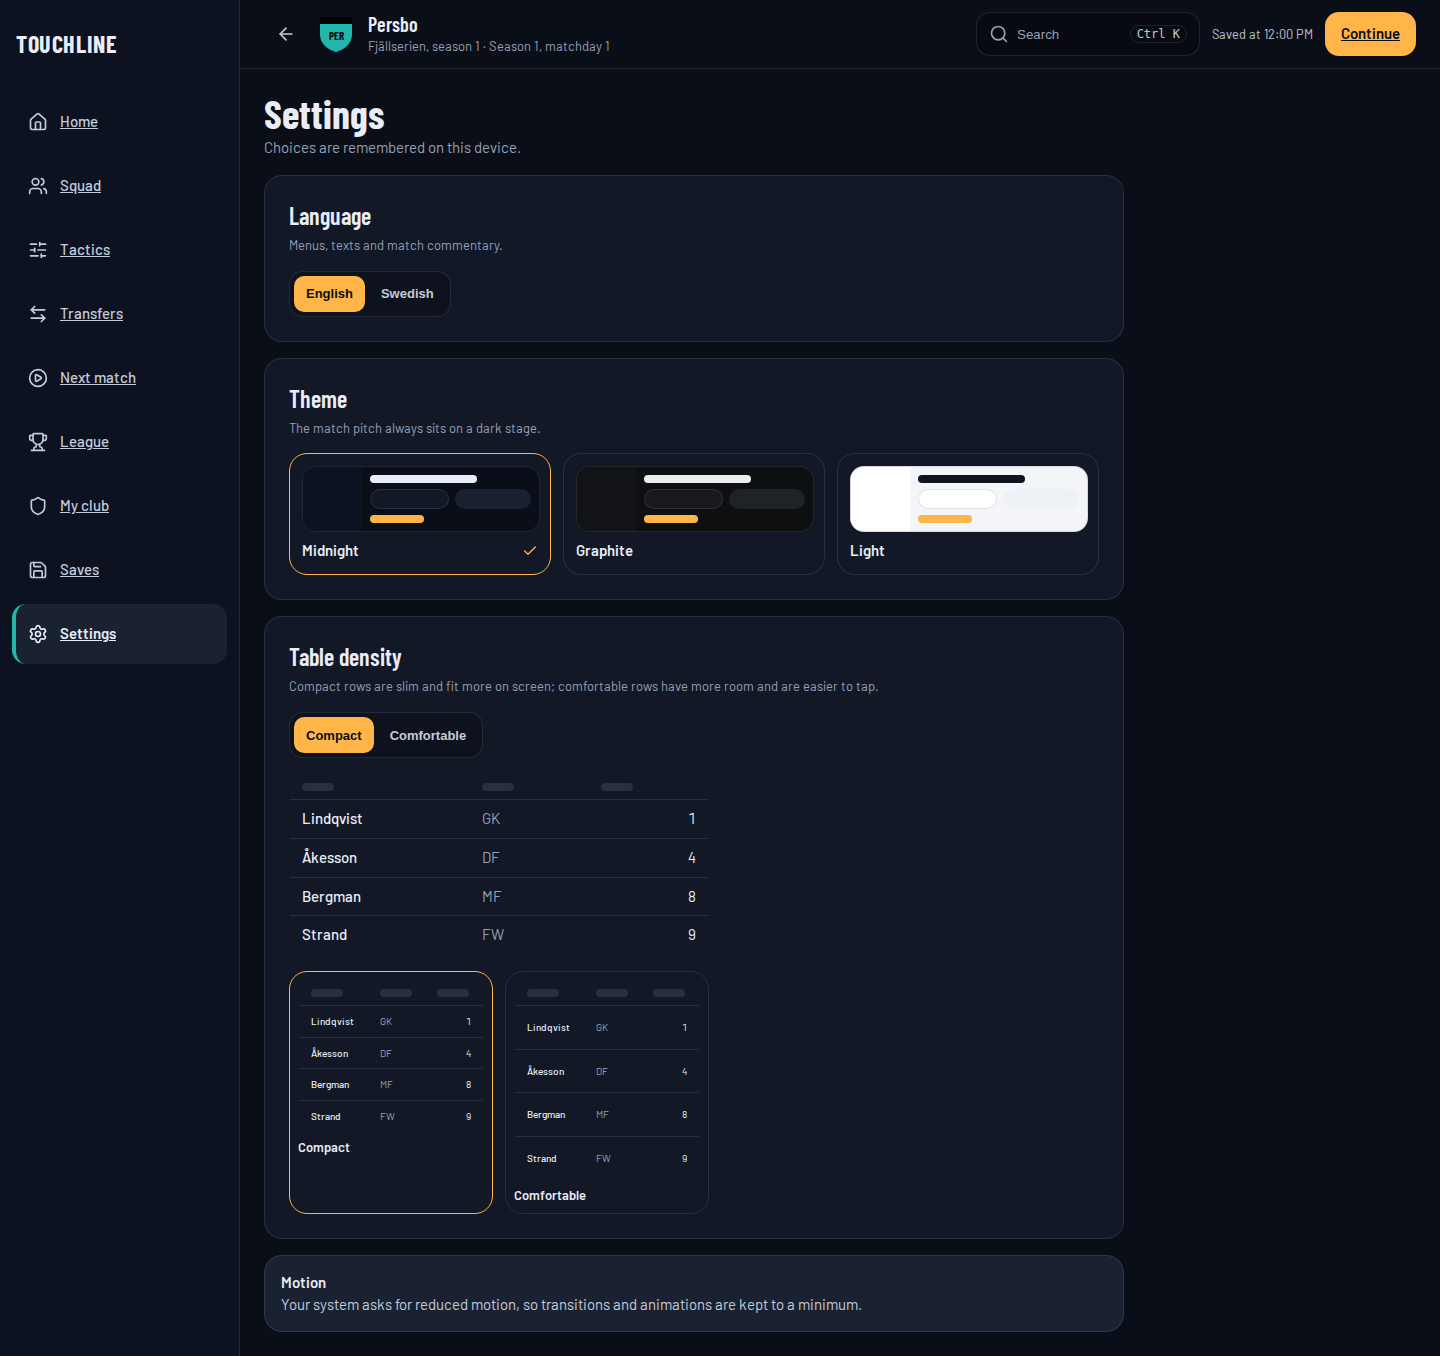 TOUCHLINE
Home
Squad
Tactics
Transfers
Next match
League
My club
Saves
Settings
PER
Persbo
Fjällserien, season 1 · Season 1, matchday 1
Search
Ctrl K
Saved at 12:00 PM
Continue
Settings
Choices are remembered on this device.
Language
Menus, texts and match commentary.
English Swedish
Theme
The match pitch always sits on a dark stage.
Midnight
Graphite
Light
Table density
Compact rows are slim and fit more on screen; comfortable rows have more room and are easier to tap.
Compact Comfortable
Lindqvist GK 1
Åkesson DF 4
Bergman MF 8
Strand FW 9
Lindqvist GK 1
Åkesson DF 4
Bergman MF 8
Strand FW 9
Compact
Lindqvist GK 1
Åkesson DF 4
Bergman MF 8
Strand FW 9
Comfortable
Motion
Your system asks for reduced motion, so transitions and animations are kept to a minimum.